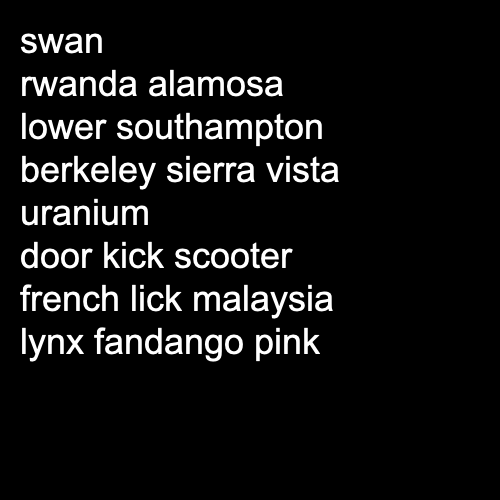 swan
rwanda alamosa
lower southampton
berkeley sierra vista
uranium
door kick scooter
french lick malaysia
lynx fandango pink